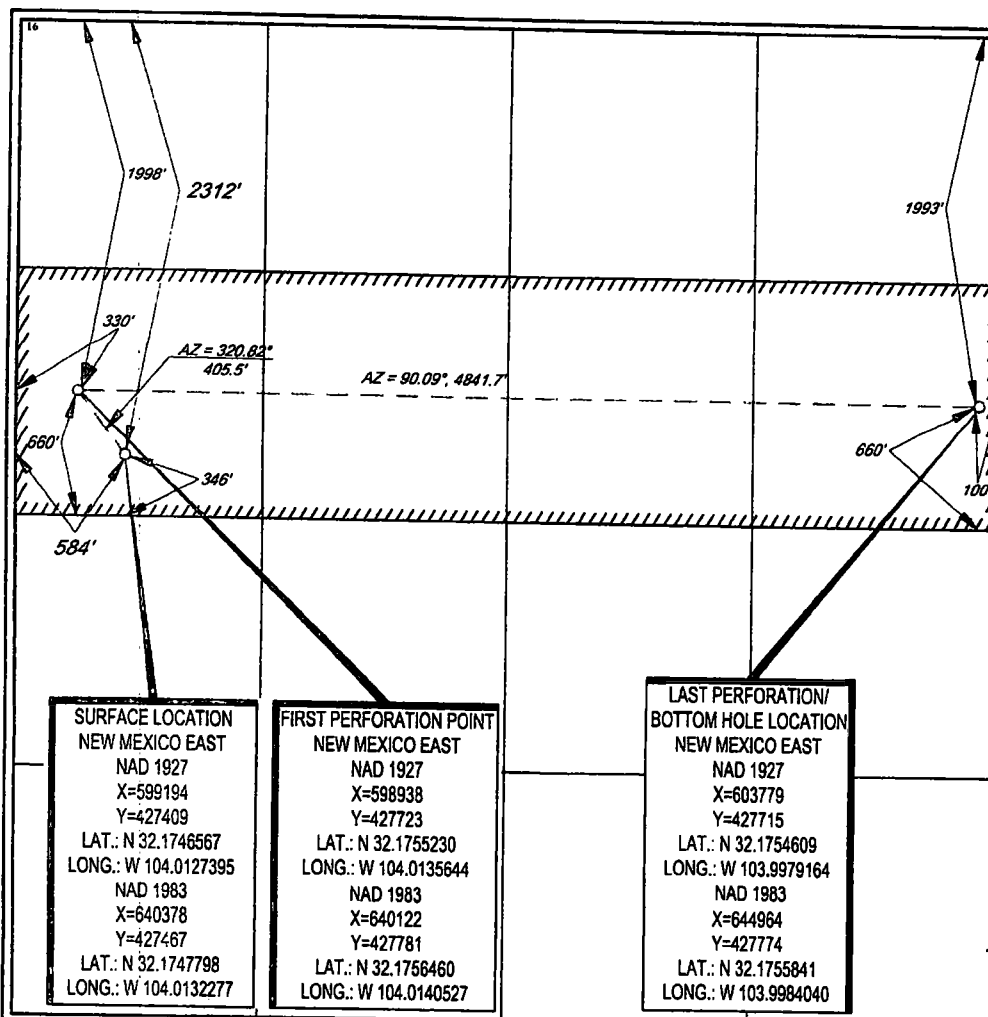 16
1998'
2312'
1993'
330'
AZ = 320.82°
405.5'
AZ = 90.09°, 4841.7'
660'
346'
584'
660'
100
SURFACE LOCATION
NEW MEXICO EAST
NAD 1927
X=599194
Y=427409
LAT.: N 32.1746567
LONG.: W 104.0127395
NAD 1983
X=640378
Y=427467
LAT.: N 32.1747798
LONG.: W 104.0132277
FIRST PERFORATION POINT
NEW MEXICO EAST
NAD 1927
X=598938
Y=427723
LAT.: N 32.1755230
LONG.: W 104.0135644
NAD 1983
X=640122
Y=427781
LAT.: N 32.1756460
LONG.: W 104.0140527
LAST PERFORATION/
BOTTOM HOLE LOCATION
NEW MEXICO EAST
NAD 1927
X=603779
Y=427715
LAT.: N 32.1754609
LONG.: W 103.9979164
NAD 1983
X=644964
Y=427774
LAT.: N 32.1755841
LONG.: W 103.9984040